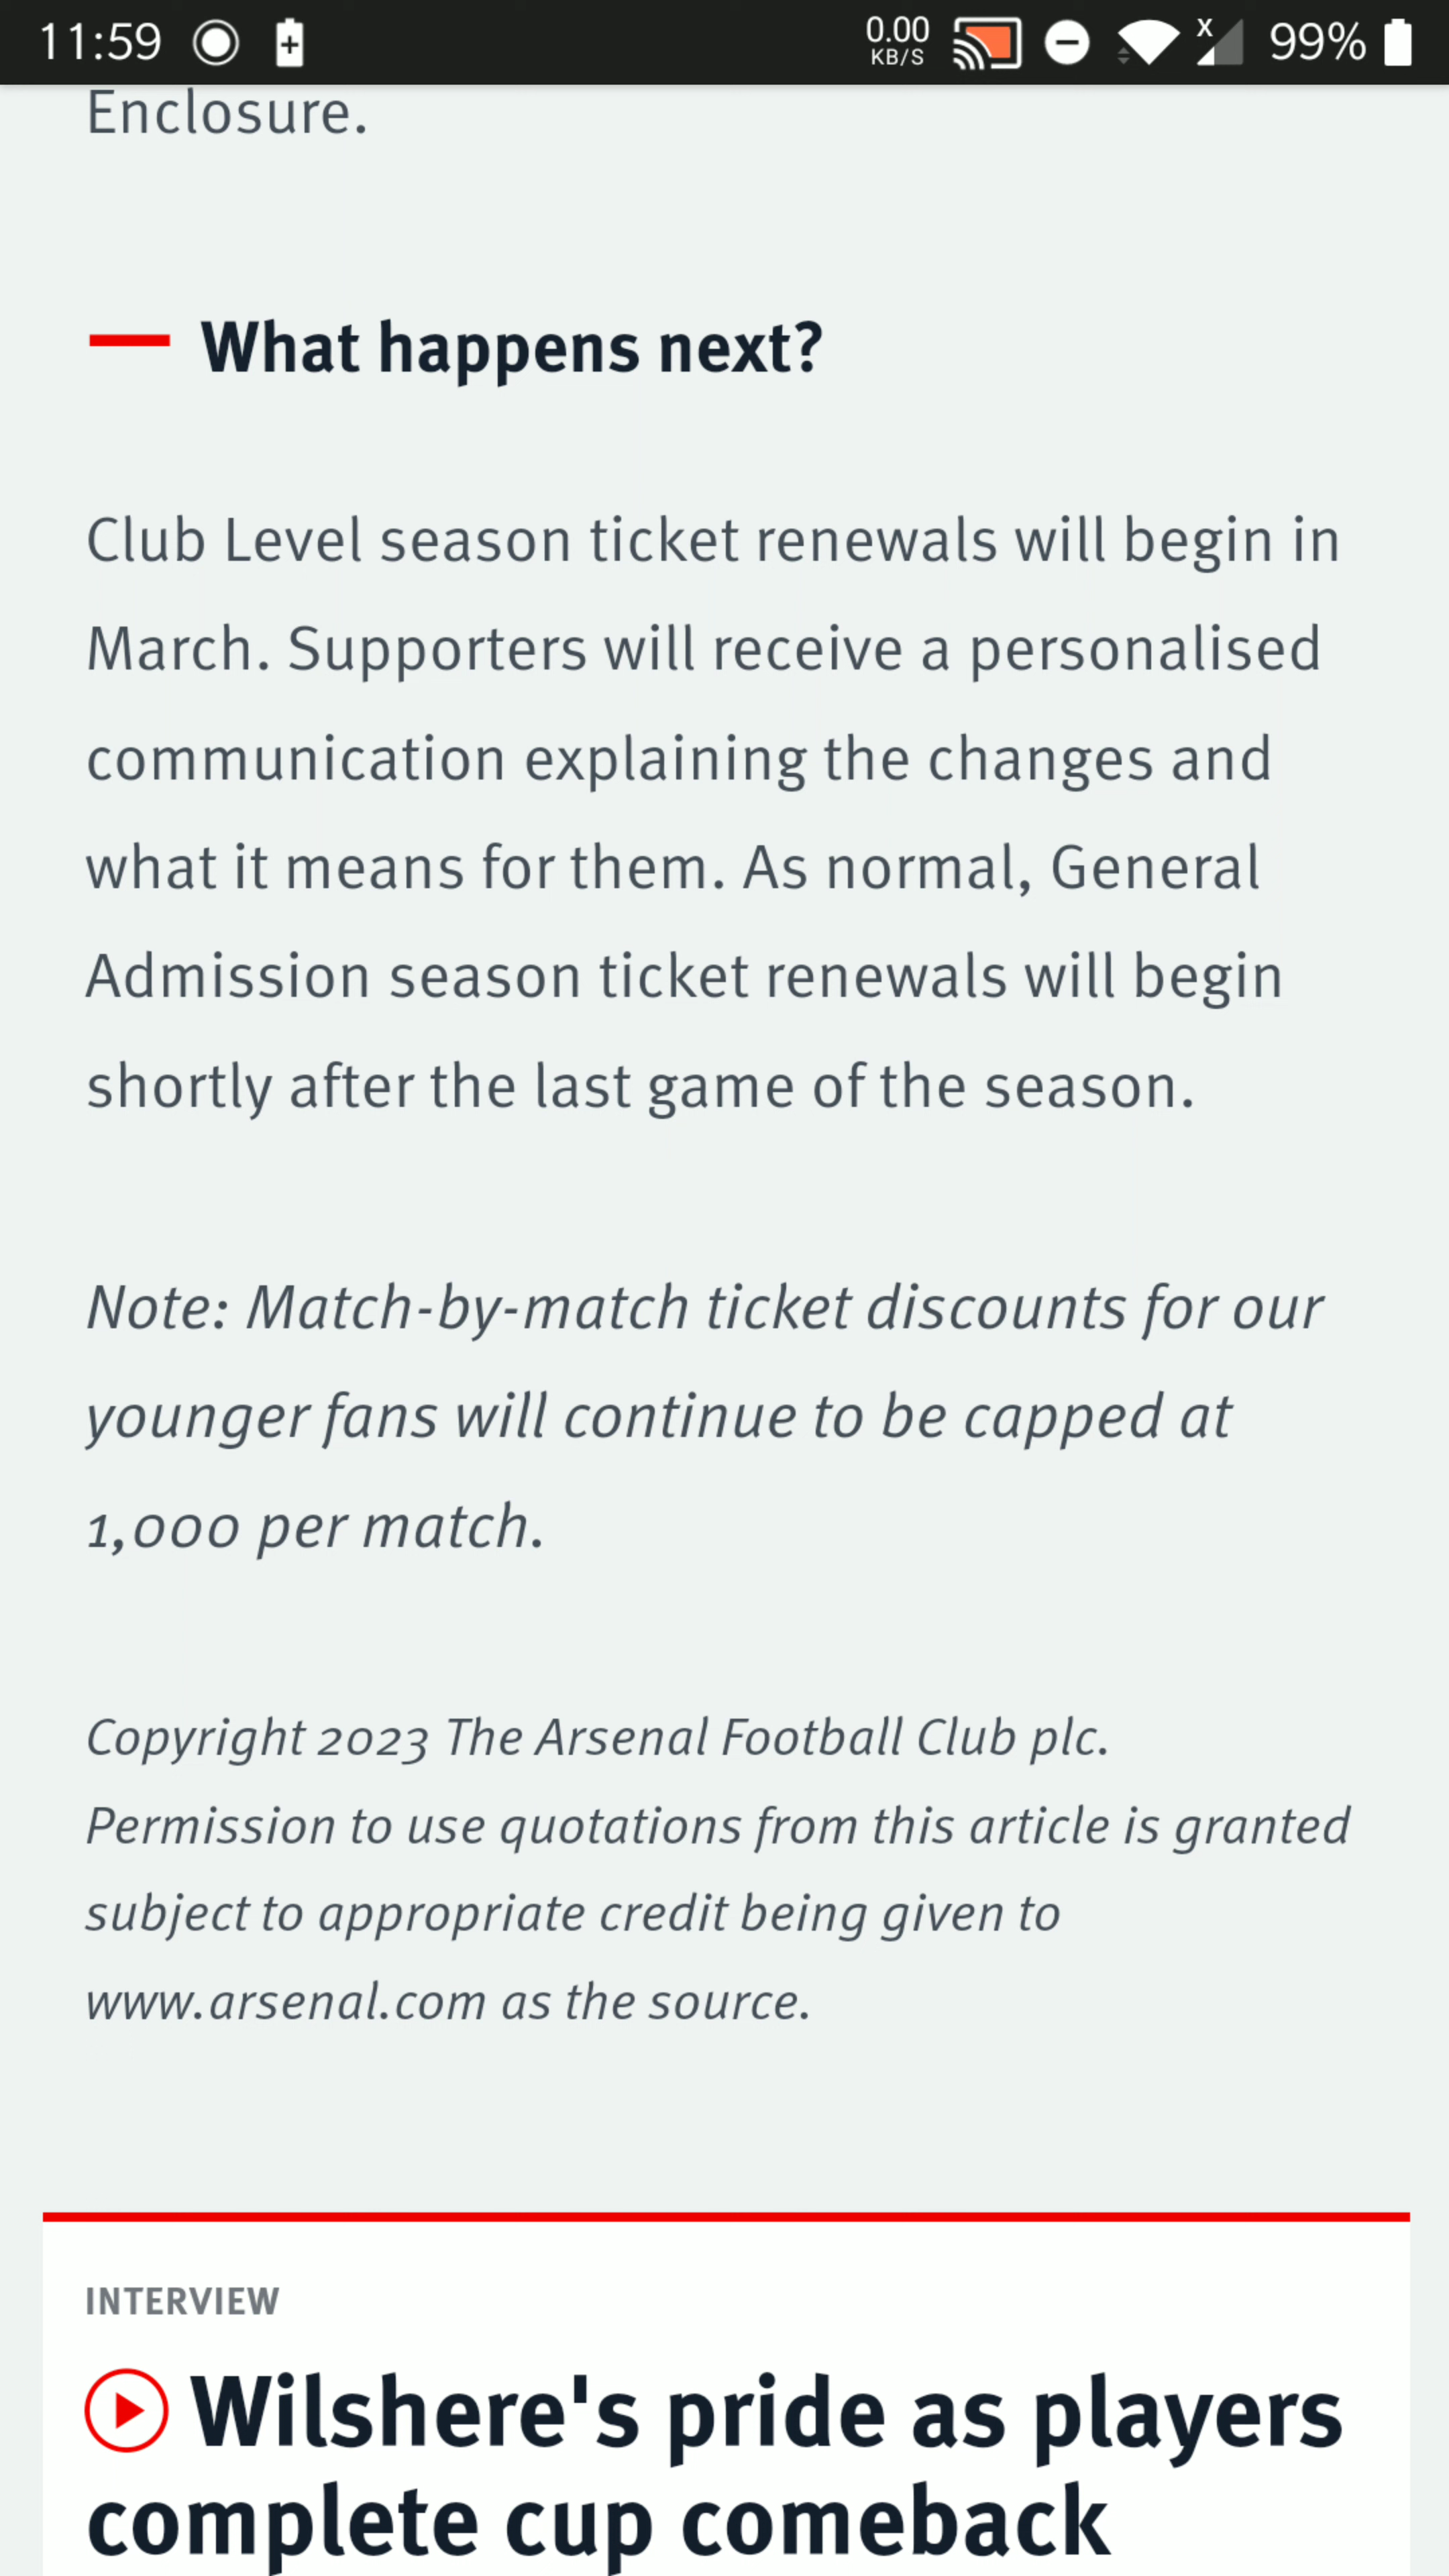 11:59 0.00 KB/S 99%
Enclosure.
What happens next?
Club Level season ticket renewals will begin in
March. Supporters will receive a personalised
communication explaining the changes and
what it means for them. As normal, General
Admission season ticket renewals will begin
shortly after the last game of the season.
Note: Match-by-match ticket discounts for our
younger fans will continue to be capped at
1,000 per match.
Copyright 2023 The Arsenal Football Club plc.
Permission to use quotations from this article is granted
subject to appropriate credit being given to
www.arsenal.com as the source.
INTERVIEW
Wilshere's pride as players
complete cup comeback